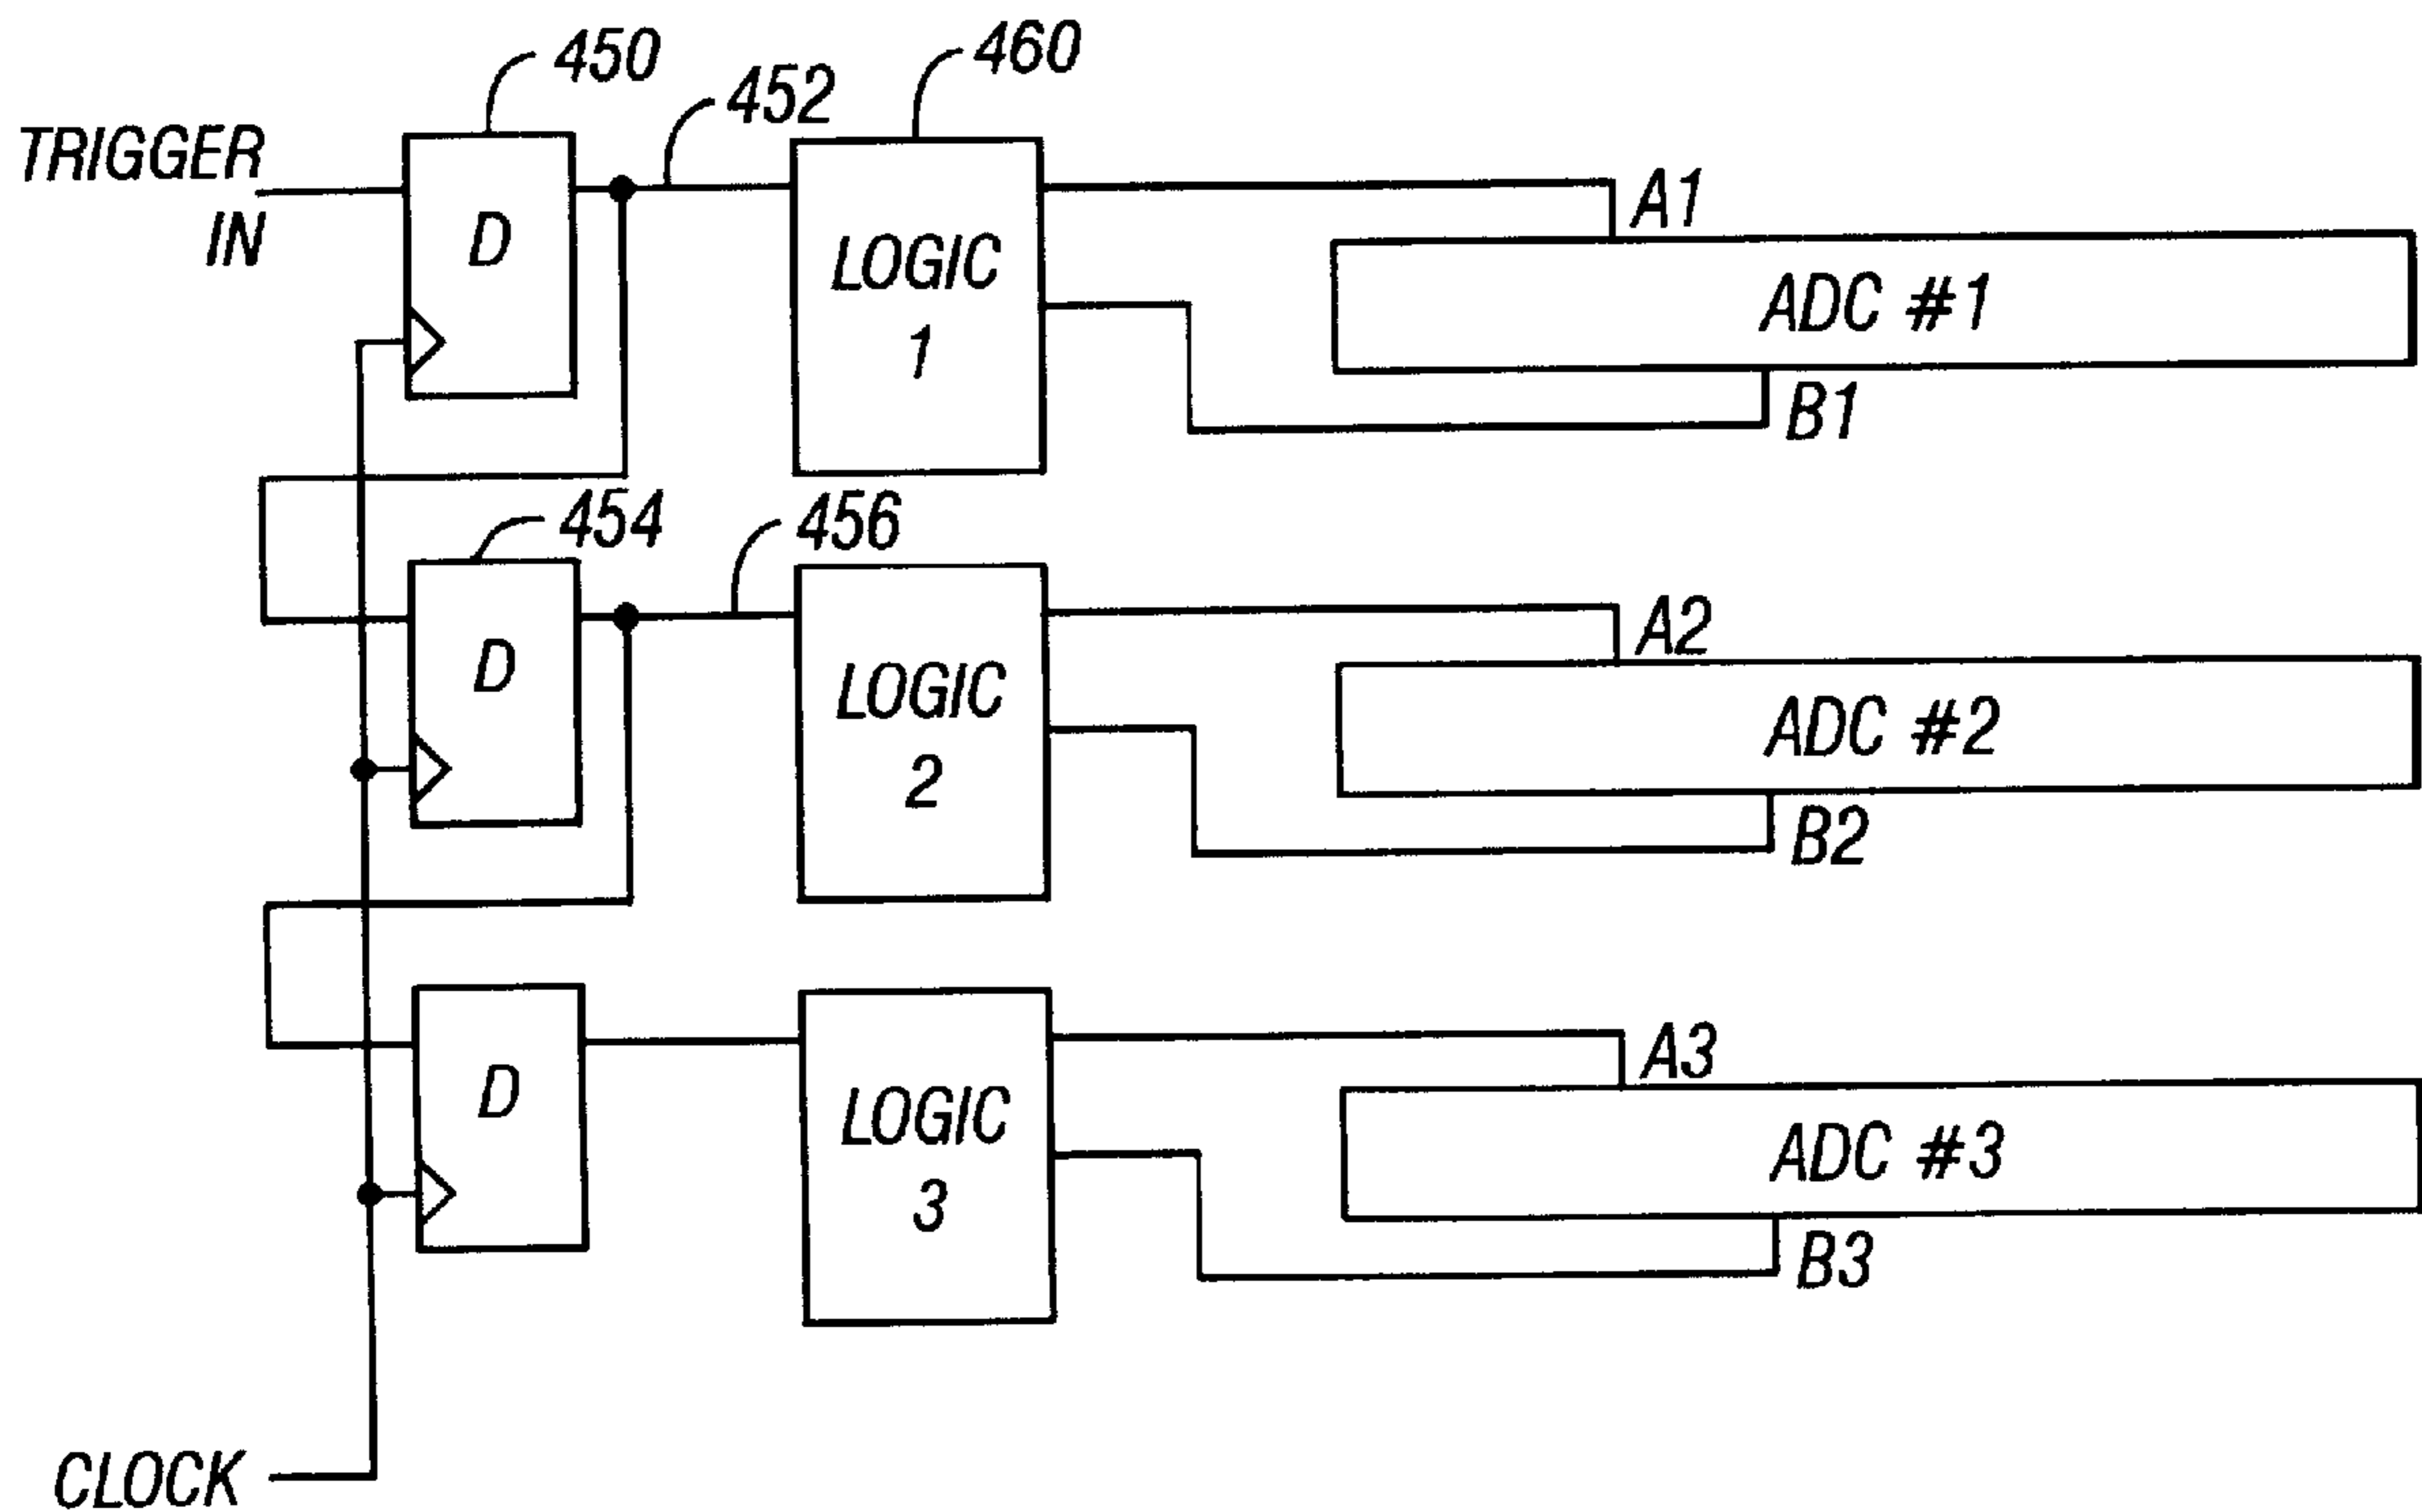 450
452
460
TRIGGER
IN
D
LOGIC
1
A1
ADC #1
B1
454
456
D
LOGIC
2
A2
ADC #2
B2
D
LOGIC
3
A3
ADC #3
B3
CLOCK